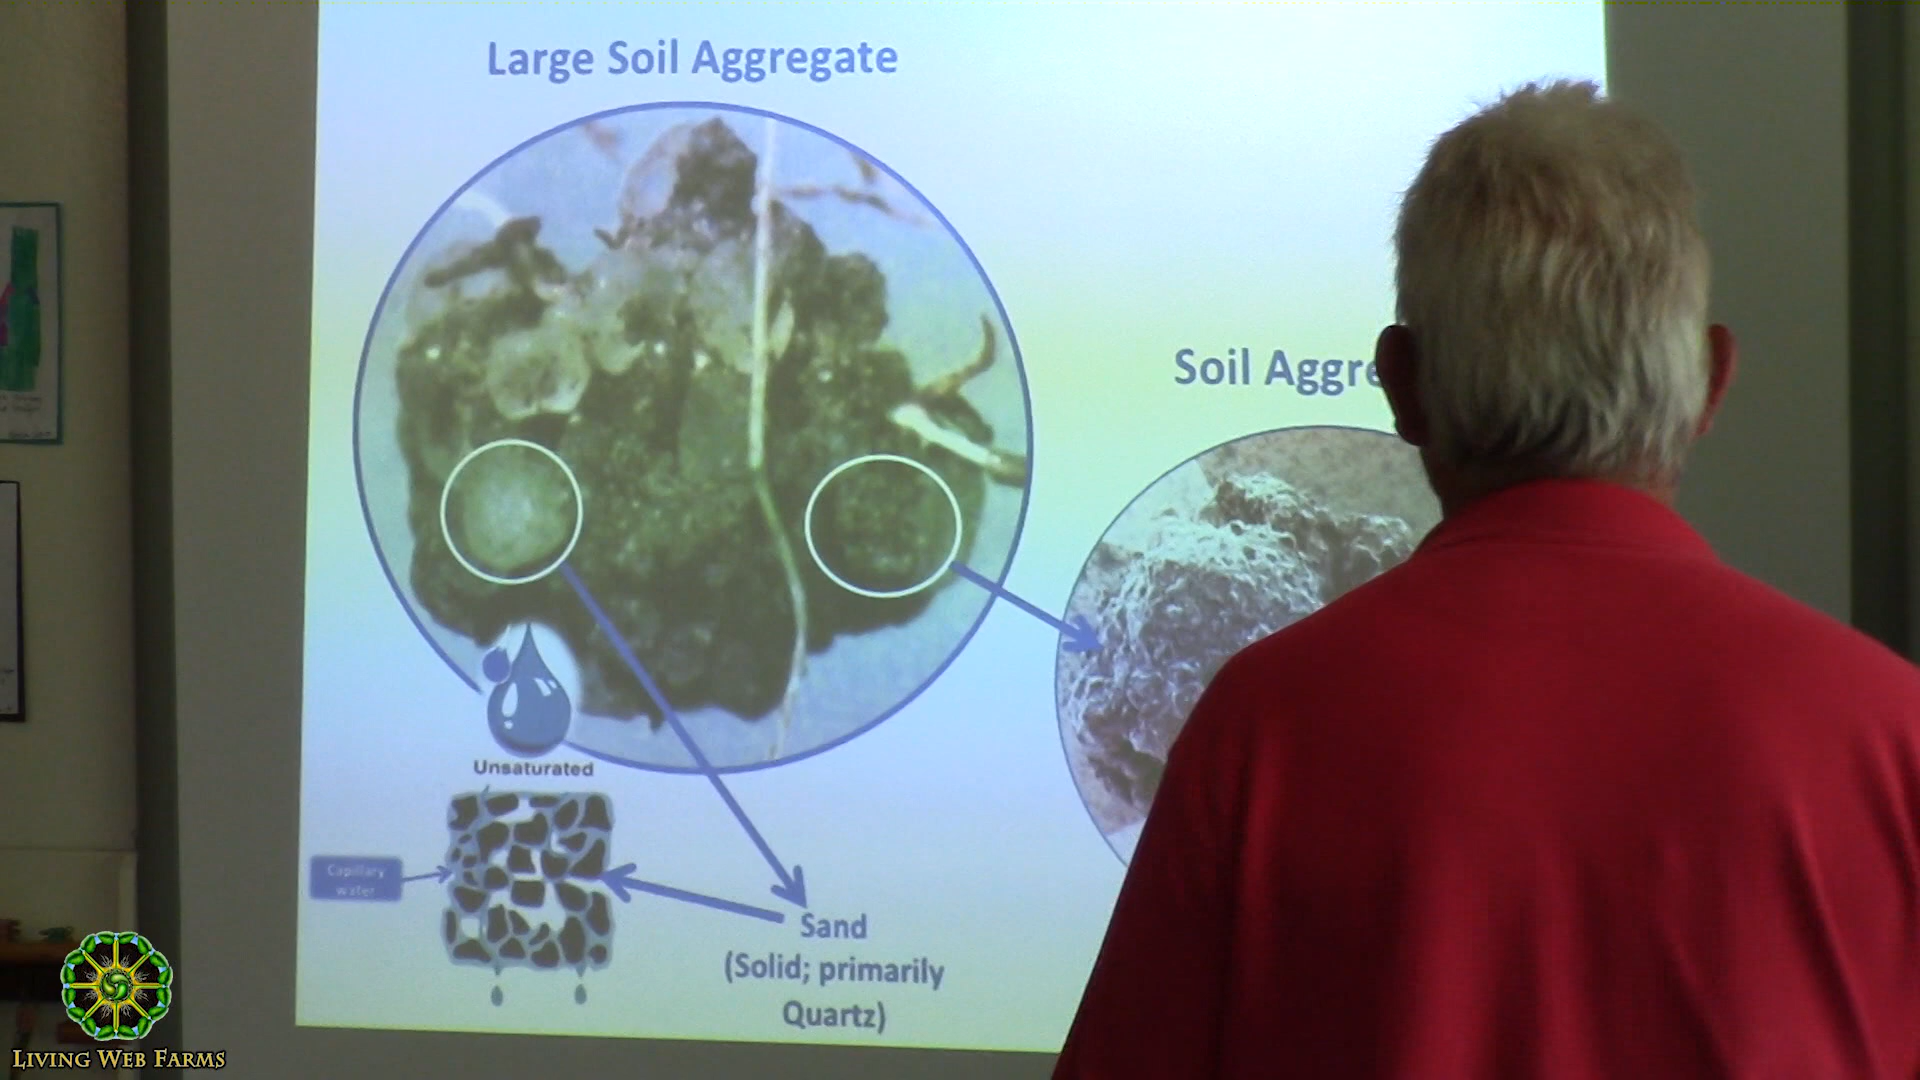 Large Soil Aggregate
Soil Aggre
Unsaturated
Capillary
water
Sand
(Solid; primarily
Quartz)
LIVING WEB FARMS